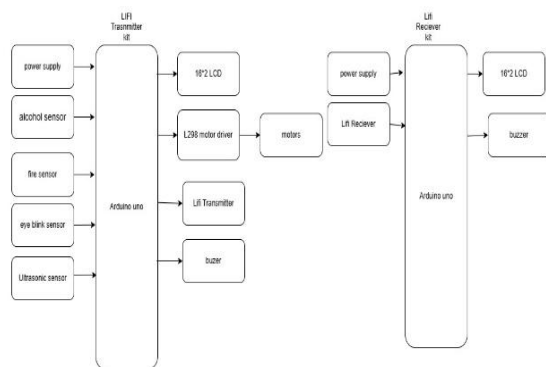 LIFI
Trasnmitter
kit
power supply
alcohol sensor
fire sensor
eye blink sensor
Ultrasonic sensor
Arduino uno
16*2 LCD
L298 motor driver
motors
Lifi Transmitter
buzer
Lifi
Reciever
kit
power supply
Lifi Reciever
Arduino uno
16*2 LCD
buzzer